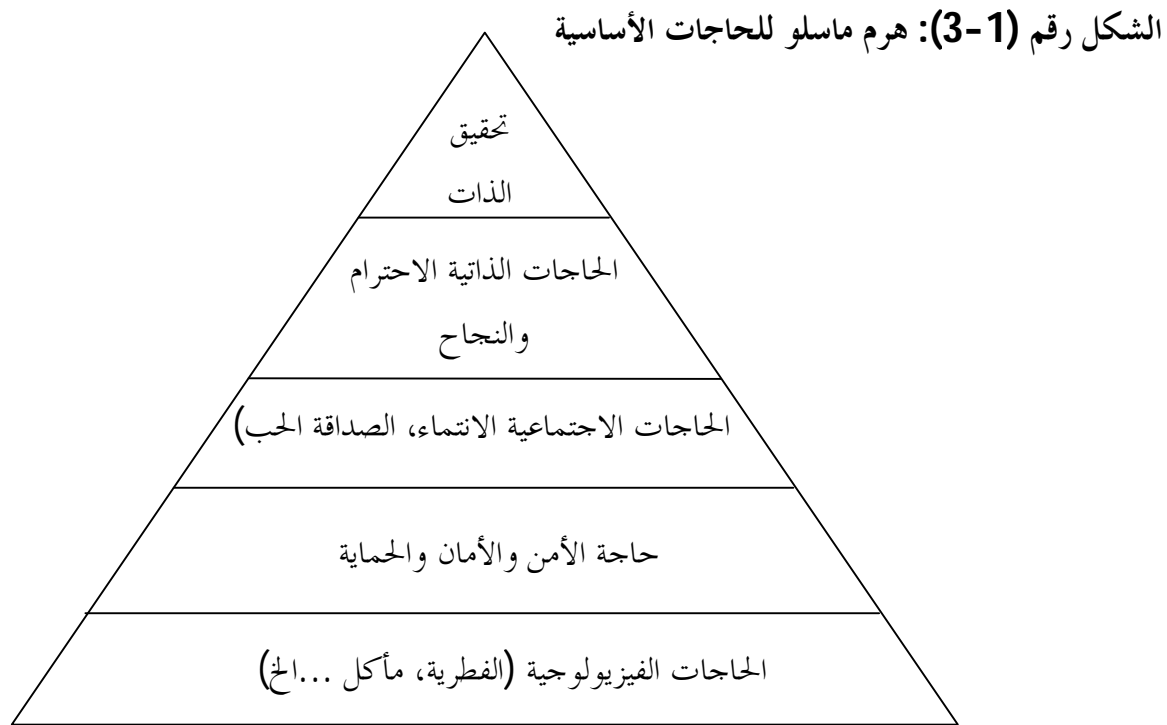 الشكل رقم (1-3): هرم ماسلو للحاجات الأساسية
تحقيق
الذات
الحاجات الذاتية الاحترام
والنجاح
الحاجات الاجتماعية الانتماء، الصداقة الحب)
حاجة الأمن والأمان والحماية
الحاجات الفيزيولوجية (الفطرية، مأكل ...الخ)